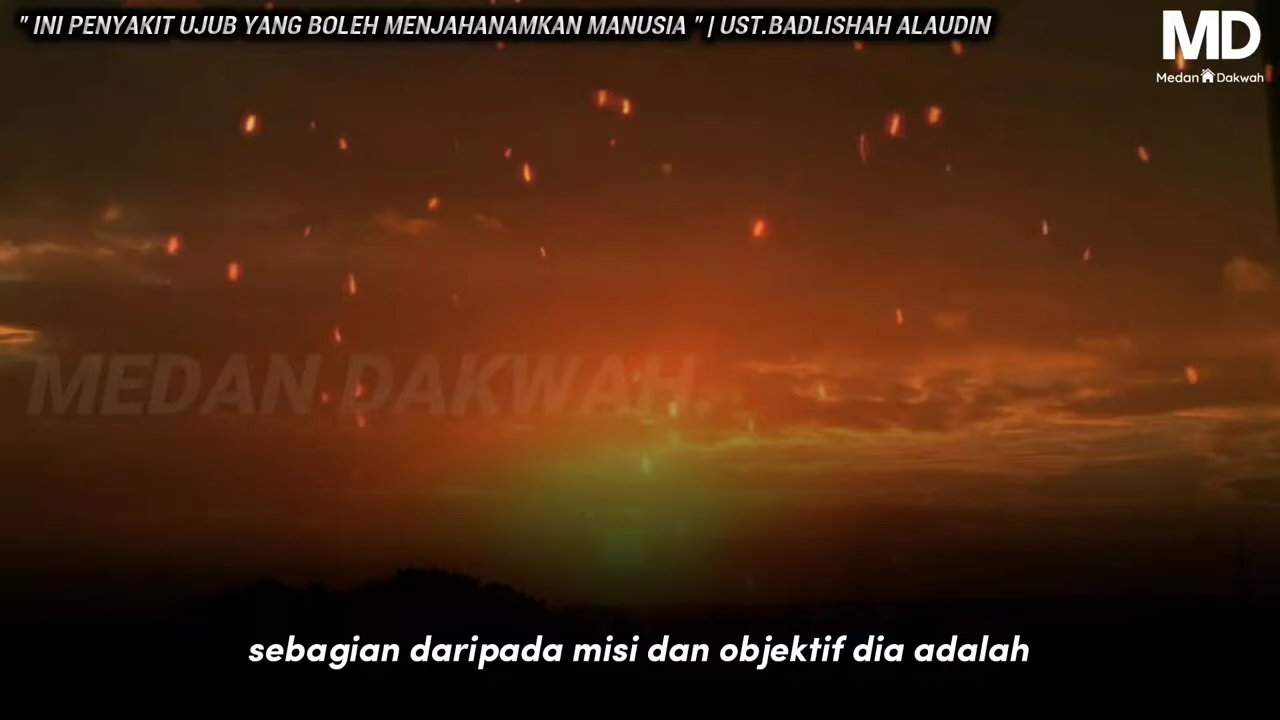 " INI PENYAKIT UJUB YANG BOLEH MENJAHANAMKAN MANUSIA " | UST.BADLISHAH ALAUDIN
MD
Medan Dakwah
MEDAN DAKWAH.
sebagian daripada misi dan objektif dia adalah